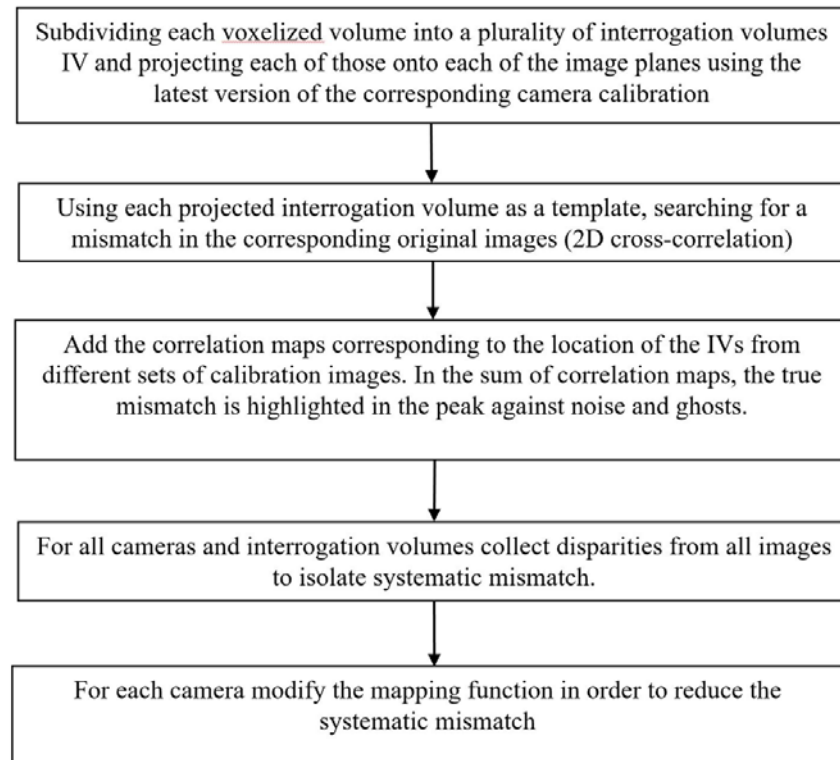 Subdividing each voxelized volume into a plurality of interrogation volumes
IV and projecting each of those onto each of the image planes using the
latest version of the corresponding camera calibration
Using each projected interrogation volume as a template, searching for a
mismatch in the corresponding original images (2D cross-correlation)
Add the correlation maps corresponding to the location of the IVs from
different sets of calibration images. In the sum of correlation maps, the true
mismatch is highlighted in the peak against noise and ghosts.
For all cameras and interrogation volumes collect disparities from all images
to isolate systematic mismatch.
For each camera modify the mapping function in order to reduce the
systematic mismatch